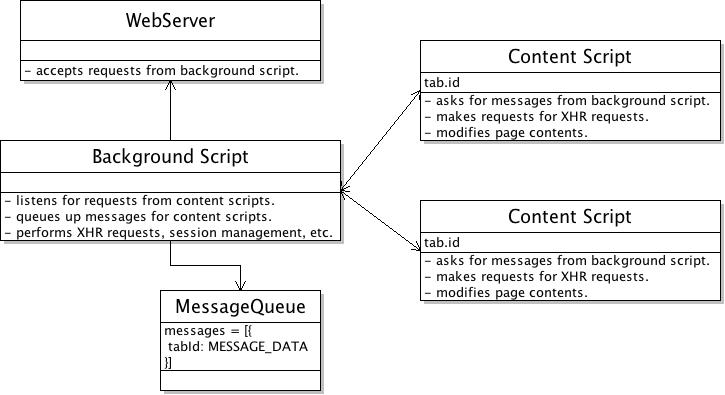 WebServer
- accepts requests from background script.
Content Script
tab.id
- asks for messages from background script.
- makes requests for XHR requests.
- modifies page contents.
Background Script
- listens for requests from content scripts.
- queues up messages for content scripts.
- performs XHR requests, session management, etc.
Content Script
tab.id
- asks for messages from background script.
- makes requests for XHR requests.
- modifies page contents.
MessageQueue
messages = [{
tabId: MESSAGE_DATA
}]